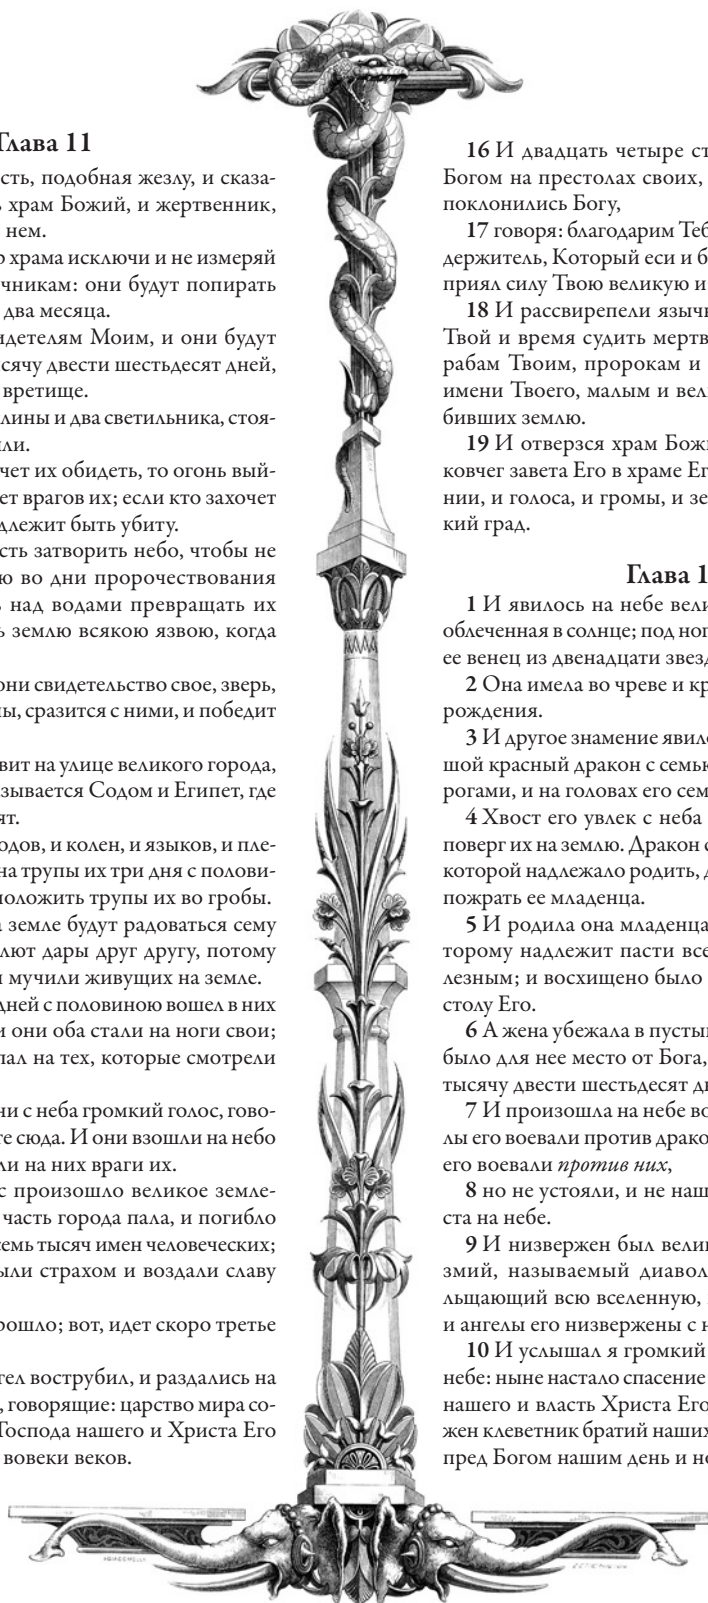 Глава 11
сть, подобная жезлу, и сказа-
ь храм Божий, и жертвенник,
нем.
р храма исключи и не измеряй
чникам: они будут попирать
два месяца.
идетелям Моим, и они будут
ысячу двести шестьдесят дней,
вретище.
лины и два светильника, стоя-
ли.
чет их обидеть, то огонь вый-
ет врагов их; если кто захочет
длежит быть убиту.
сть затворить небо, чтобы не
ю во дни пророчествования
ь над водами превращать их
ь землю всякою язвою, когда
они свидетельство свое, зверь,
ны, сразится с ними, и победит
вит на улице великого города,
зывается Содом и Египет, где
ят.
одов, и колен, и языков, и пле-
на трупы их три дня с полови-
положить трупы их во гробы.
а земле будут радоваться сему
лют дары друг другу, потому
и мучили живущих на земле.
дней с половиною вошел в них
и они оба стали на ноги свои;
пал на тех, которые смотрели
ни с неба громкий голос, гово-
те сюда. И они взошли на небо
ли на них враги их.
с произошло великое земле-
часть города пала, и погибло
семь тысяч имен человеческих;
ыли страхом и воздали славу
рошло; вот, идет скоро третье
гел вострубил, и раздались на
, говорящие: царство мира со-
Господа нашего и Христа Его
вовеки веков.
16 И двадцать четыре ст
Богом на престолах своих,
поклонились Богу,
17 говоря: благодарим Теб
держитель, Который еси и б
приял силу Твою великую и
18 И рассвирепели язычн
Твой и время судить мертв
рабам Твоим, пророкам и
имени Твоего, малым и вел
бивших землю.
19 И отверзся храм Божи
ковчег завета Его в храме Ег
нии, и голоса, и громы, и зе
кий град.
Глава 1
1 И явилось на небе вели
облеченная в солнце; под ног
ее венец из двенадцати звезд
2 Она имела во чреве и кр
рождения.
3 И другое знамение явило
шой красный дракон с семью
рогами, и на головах его сем
4 Хвост его увлек с неба
поверг их на землю. Дракон с
которой надлежало родить, д
пожрать ее младенца.
5 И родила она младенца
торому надлежит пасти все
лезным; и восхищено было
столу Его.
6 А жена убежала в пустын
было для нее место от Бога,
тысячу двести шестьдесят дн
7 И произошла на небе во
лы его воевали против драко
его воевали против них,
8 но не устояли, и не наш
ста на небе.
9 И низвержен был велик
змий, называемый диавол
льщающий всю вселенную,
и ангелы его низвержены с н
10 И услышал я громкий
небе: ныне настало спасение
нашего и власть Христа Его
жен клеветник братий наших
пред Богом нашим день и но